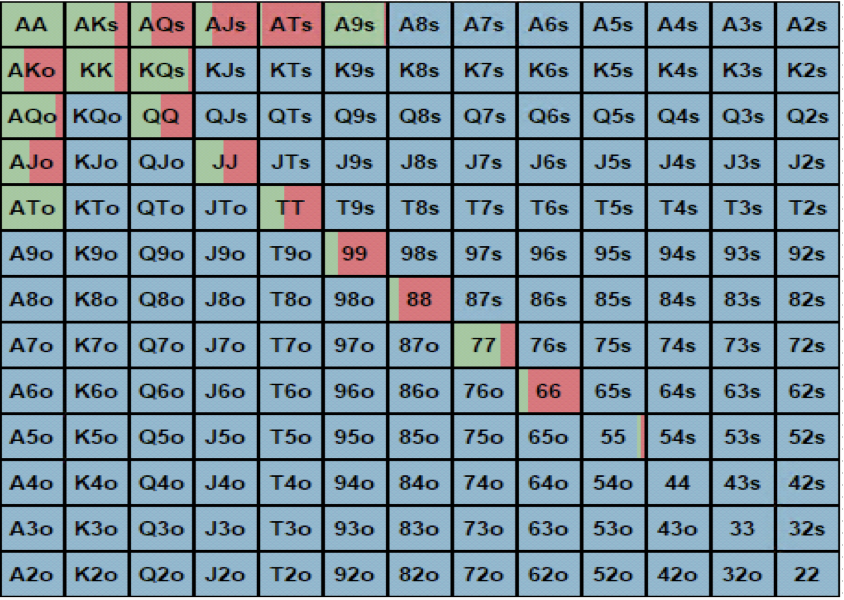 AA AKs AQs AJs ATs A9s A8s A7s A6s A5s A4s A3s A2s
AKo KK KQs KJs KTs K9s K8s K7s K6s K5s K4s K3s K2s
AQo KQo QQ QJs QTs Q9s Q8s Q7s Q6s Q5s Q4s Q3s Q2s
AJo KJo QJo JJ JTs J9s J8s J7s J6s J5s J4s J3s J2s
ATo KTo QTo JTo TT T9s T8s T7s T6s T5s T4s T3s T2s
A9o K9o Q9o J9o T9o 99 98s 97s 96s 95s 94s 93s 92s
A8o K8o Q8o J8o T8o 98o 88 87s 86s 85s 84s 83s 82s
A7o K7o Q7o J7o T7o 97o 87o 77 76s 75s 74s 73s 72s
A6o K6o Q6o J6o T6o 96o 86o 76o 66 65s 64s 63s 62s
A5o K5o Q5o J5o T5o 95o 85o 75o 65o 55 54s 53s 52s
A4o K4o Q4o J4o T4o 94o 84o 74o 64o 54o 44 43s 42s
A3o K3o Q3o J3o T3o 93o 83o 73o 63o 53o 43o 33 32s
A2o K2o Q2o J2o T2o 92o 82o 72o 62o 52o 42o 32o 22